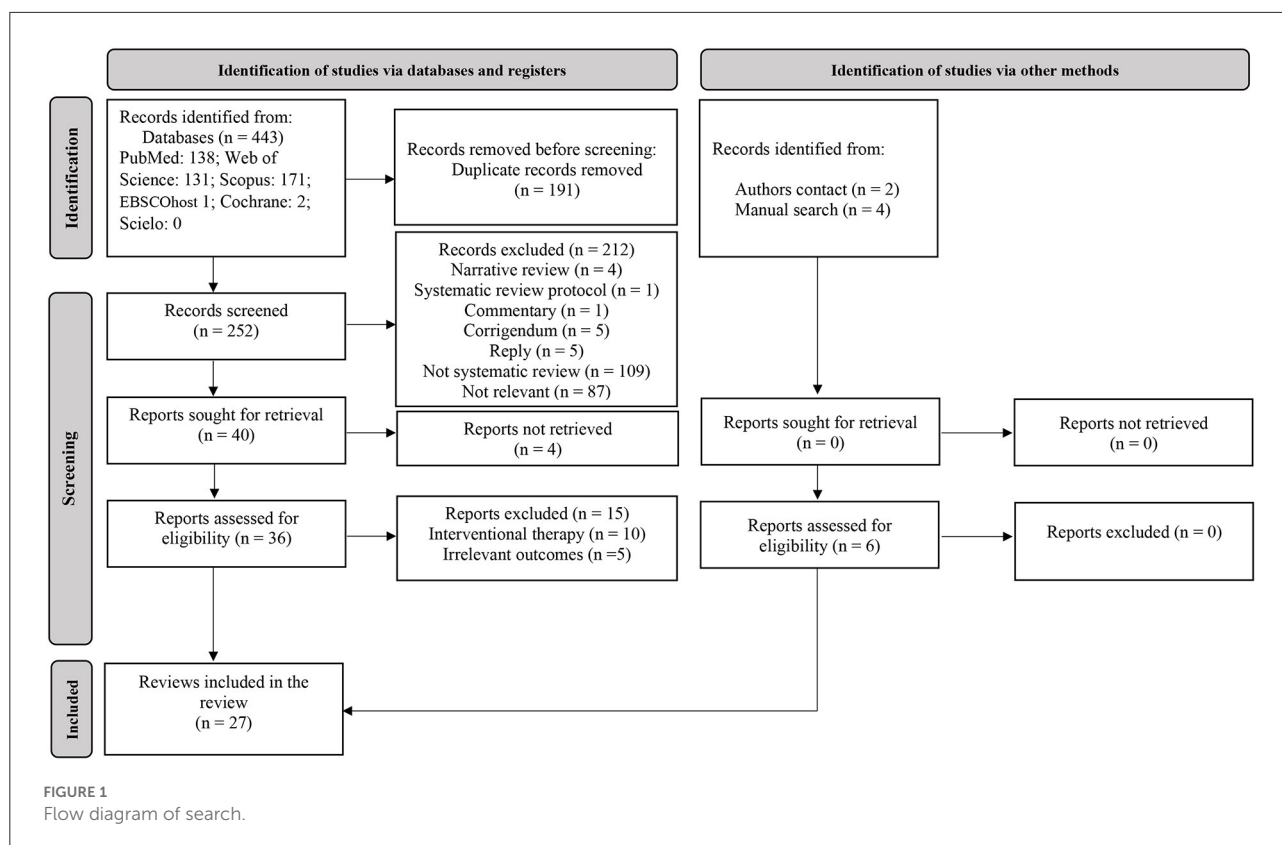 Identification of studies via databases and registers
Identification of studies via other methods
Identification
Records identified from:
Databases (n = 443)
PubMed: 138; Web of
Science: 131; Scopus: 171;
EBSCOhost 1; Cochrane: 2;
Scielo: 0
Records removed before screening:
Duplicate records removed
(n = 191)
Records identified from:
Authors contact (n = 2)
Manual search (n = 4)
Screening
Records screened
(n = 252)
Records excluded (n = 212)
Narrative review (n = 4)
Systematic review protocol (n = 1)
Commentary (n = 1)
Corrigendum (n = 5)
Reply (n = 5)
Not systematic review (n = 109)
Not relevant (n = 87)
Reports sought for retrieval
(n = 40)
Reports not retrieved
(n = 4)
Reports sought for retrieval
(n = 0)
Reports not retrieved
(n = 0)
Reports assessed for
eligibility (n = 36)
Reports excluded (n = 15)
Interventional therapy (n = 10)
Irrelevant outcomes (n =5)
Reports assessed for
eligibility (n = 6)
Reports excluded (n = 0)
Included
Reviews included in the
review
(n = 27)
FIGURE 1
Flow diagram of search.